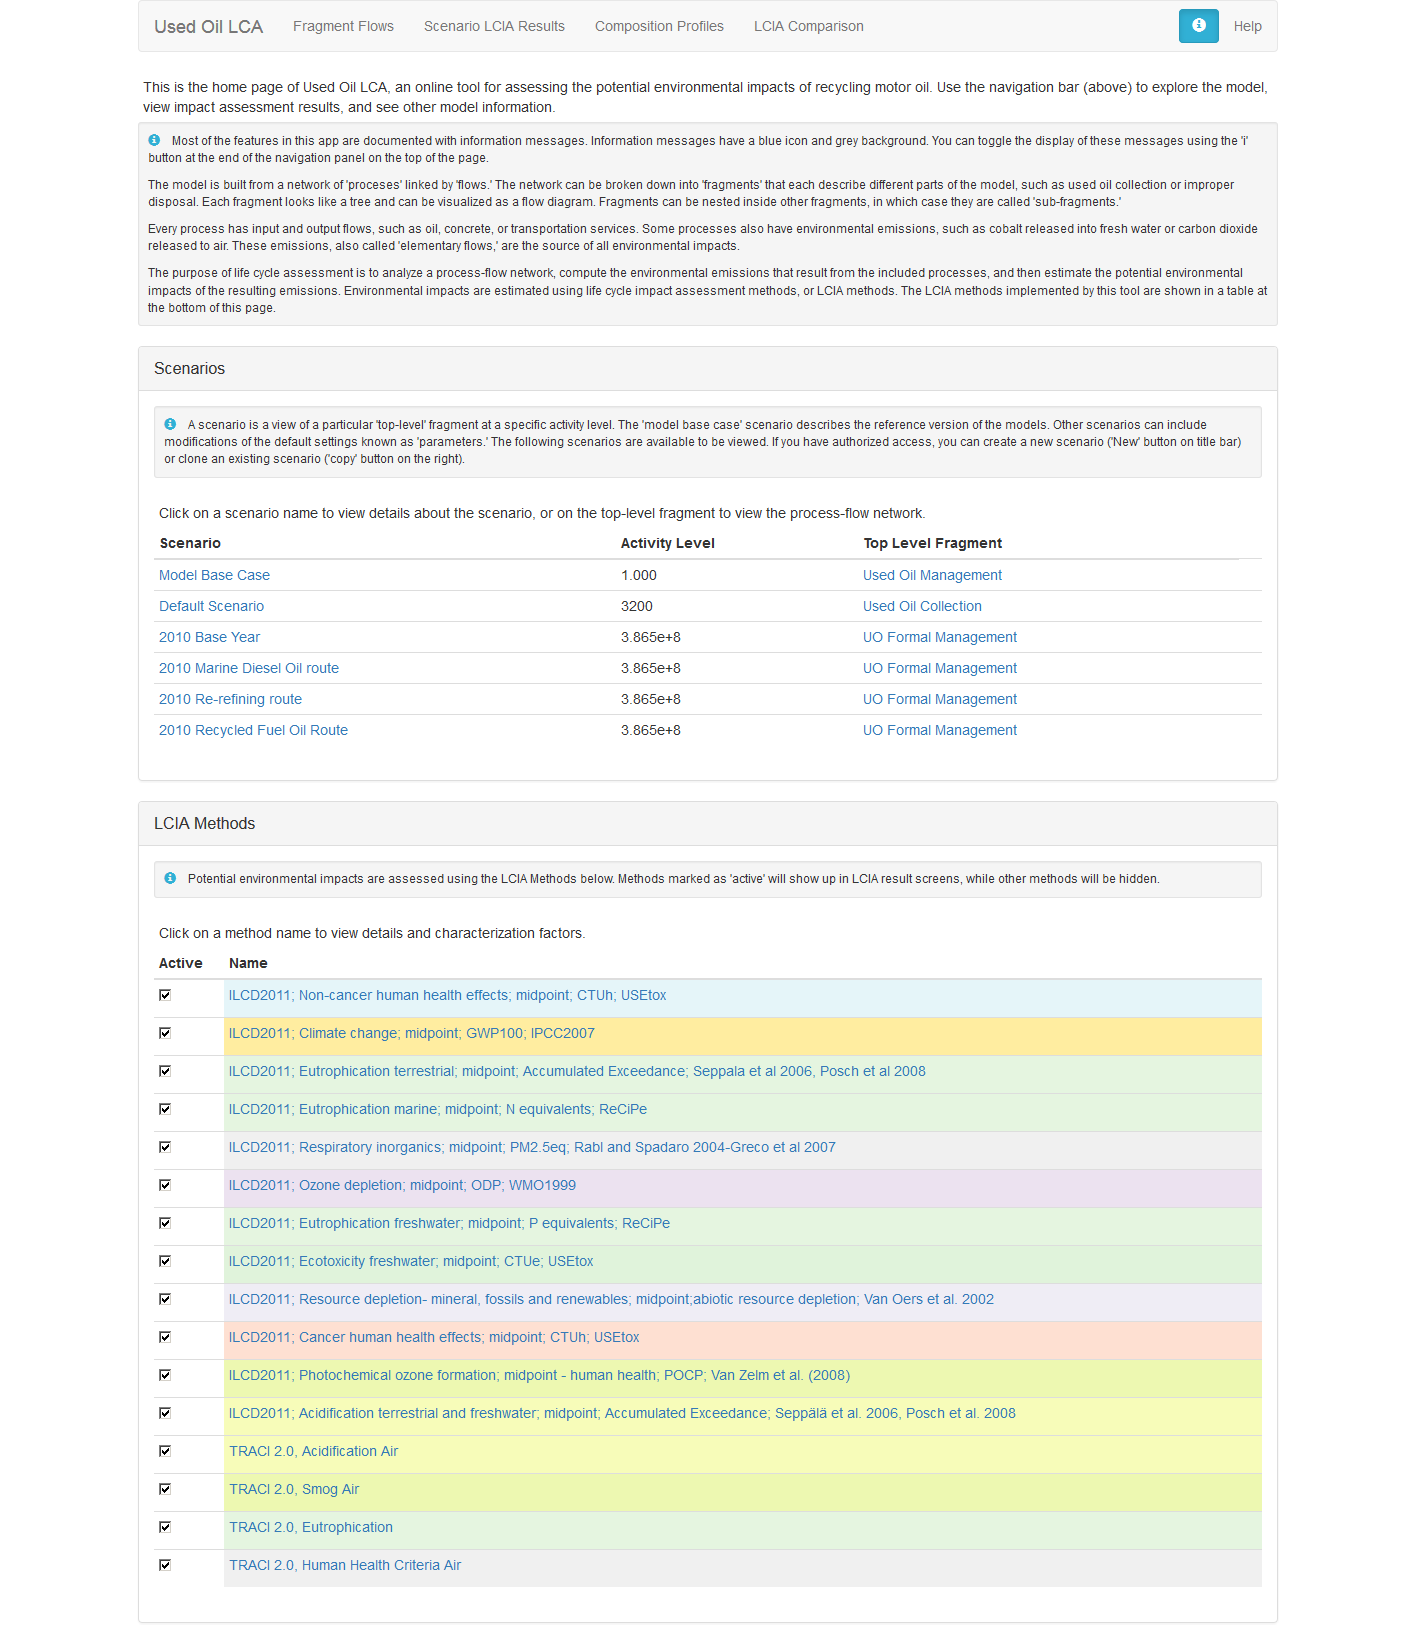 Used Oil LCA Fragment Flows Scenario LCIA Results Composition Profiles LCIA Comparison Help
This is the home page of Used Oil LCA, an online tool for assessing the potential environmental impacts of recycling motor oil. Use the navigation bar (above) to explore the model,
view impact assessment results, and see other model information.
Most of the features in this app are documented with information messages. Information messages have a blue icon and grey background. You can toggle the display of these messages using the 'i'
button at the end of the navigation panel on the top of the page.
The model is built from a network of 'proceses' linked by 'flows.' The network can be broken down into 'fragments' that each describe different parts of the model, such as used oil collection or improper
disposal. Each fragment looks like a tree and can be visualized as a flow diagram. Fragments can be nested inside other fragments, in which case they are called 'sub-fragments.'
Every process has input and output flows, such as oil, concrete, or transportation services. Some processes also have environmental emissions, such as cobalt released into fresh water or carbon dioxide
released to air. These emissions, also called 'elementary flows,' are the source of all environmental impacts.
The purpose of life cycle assessment is to analyze a process-flow network, compute the environmental emissions that result from the included processes, and then estimate the potential environmental
impacts of the resulting emissions. Environmental impacts are estimated using life cycle impact assessment methods, or LCIA methods. The LCIA methods implemented by this tool are shown in a table at
the bottom of this page.
Scenarios
A scenario is a view of a particular 'top-level' fragment at a specific activity level. The 'model base case' scenario describes the reference version of the models. Other scenarios can include
modifications of the default settings known as 'parameters.' The following scenarios are available to be viewed. If you have authorized access, you can create a new scenario ('New' button on title bar)
or clone an existing scenario ('copy' button on the right).
Click on a scenario name to view details about the scenario, or on the top-level fragment to view the process-flow network.
Scenario Activity Level Top Level Fragment
Model Base Case 1.000 Used Oil Management
Default Scenario 3200 Used Oil Collection
2010 Base Year 3.865e+8 UO Formal Management
2010 Marine Diesel Oil route 3.865e+8 UO Formal Management
2010 Re-refining route 3.865e+8 UO Formal Management
2010 Recycled Fuel Oil Route 3.865e+8 UO Formal Management
LCIA Methods
Potential environmental impacts are assessed using the LCIA Methods below. Methods marked as 'active' will show up in LCIA result screens, while other methods will be hidden.
Click on a method name to view details and characterization factors.
Active Name
ILCD2011; Non-cancer human health effects; midpoint; CTUh; USEtox
ILCD2011; Climate change; midpoint; GWP100; IPCC2007
ILCD2011; Eutrophication terrestrial; midpoint; Accumulated Exceedance; Seppala et al 2006, Posch et al 2008
ILCD2011; Eutrophication marine; midpoint; N equivalents; ReCiPe
ILCD2011; Respiratory inorganics; midpoint; PM2.5eq; Rabl and Spadaro 2004-Greco et al 2007
ILCD2011; Ozone depletion; midpoint; ODP; WMO1999
ILCD2011; Eutrophication freshwater; midpoint; P equivalents; ReCiPe
ILCD2011; Ecotoxicity freshwater; midpoint; CTUe; USEtox
ILCD2011; Resource depletion- mineral, fossils and renewables; midpoint;abiotic resource depletion; Van Oers et al. 2002
ILCD2011; Cancer human health effects; midpoint; CTUh; USEtox
ILCD2011; Photochemical ozone formation; midpoint - human health; POCP; Van Zelm et al. (2008)
ILCD2011; Acidification terrestrial and freshwater; midpoint; Accumulated Exceedance; Seppälä et al. 2006, Posch et al. 2008
TRACI 2.0, Acidification Air
TRACI 2.0, Smog Air
TRACI 2.0, Eutrophication
TRACI 2.0, Human Health Criteria Air